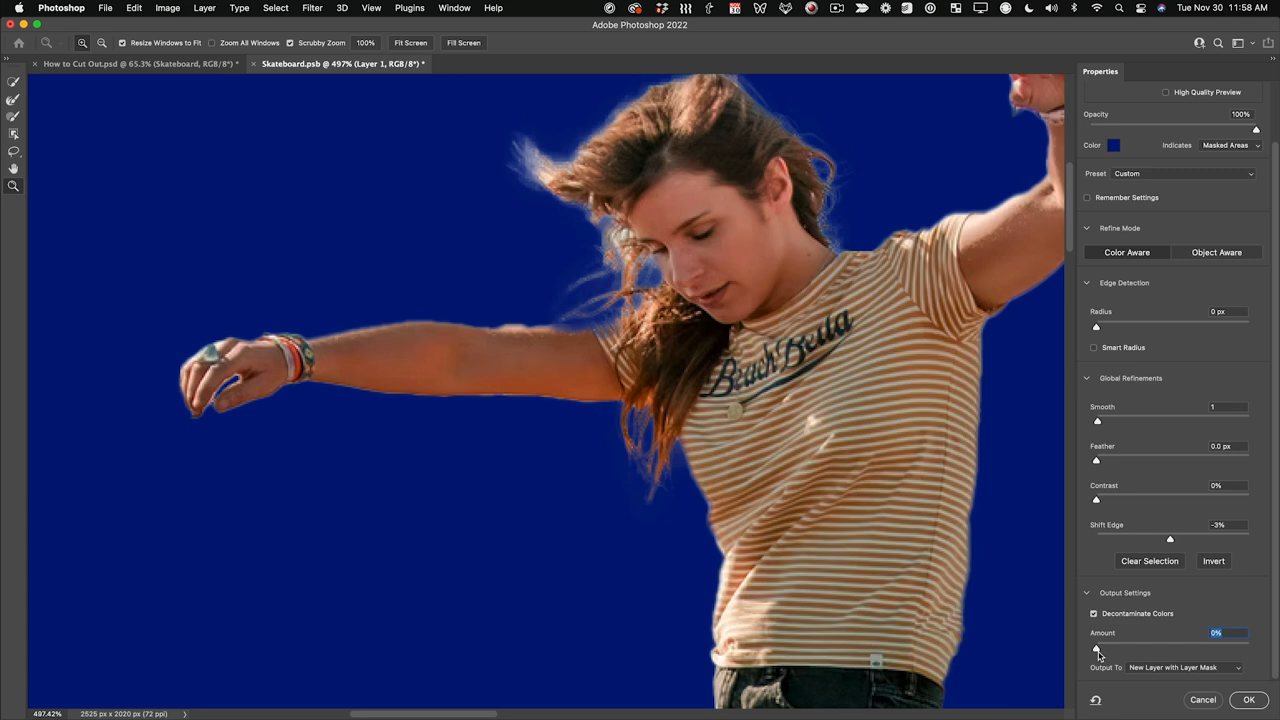 Photoshop File Edit Image Layer Type Select Filter 3D View Plugins Window Help Tue Nov 30 11:58 AM
Adobe Photoshop 2022
Resize Windows to Fit Zoom All Windows Scrubby Zoom 100% Fit Screen Fill Screen
How to Cut Out.psd @ 65.3% (Skateboard, RGB/8*) * Skateboard.psb @ 497% (Layer 1, RGB/8*) *
Properties
High Quality Preview
Opacity 100%
Color Indicates Masked Areas
Preset Custom
Remember Settings
Refine Mode
Color Aware Object Aware
Edge Detection
Radius 0 px
Smart Radius
Global Refinements
Smooth 1
Feather 0.0 px
Contrast 0%
Shift Edge -3%
Clear Selection Invert
Output Settings
Decontaminate Colors
Amount 0%
Output To New Layer with Layer Mask
Cancel OK
Beach Bella
497.42% 2525 px x 2020 px (72 ppi)